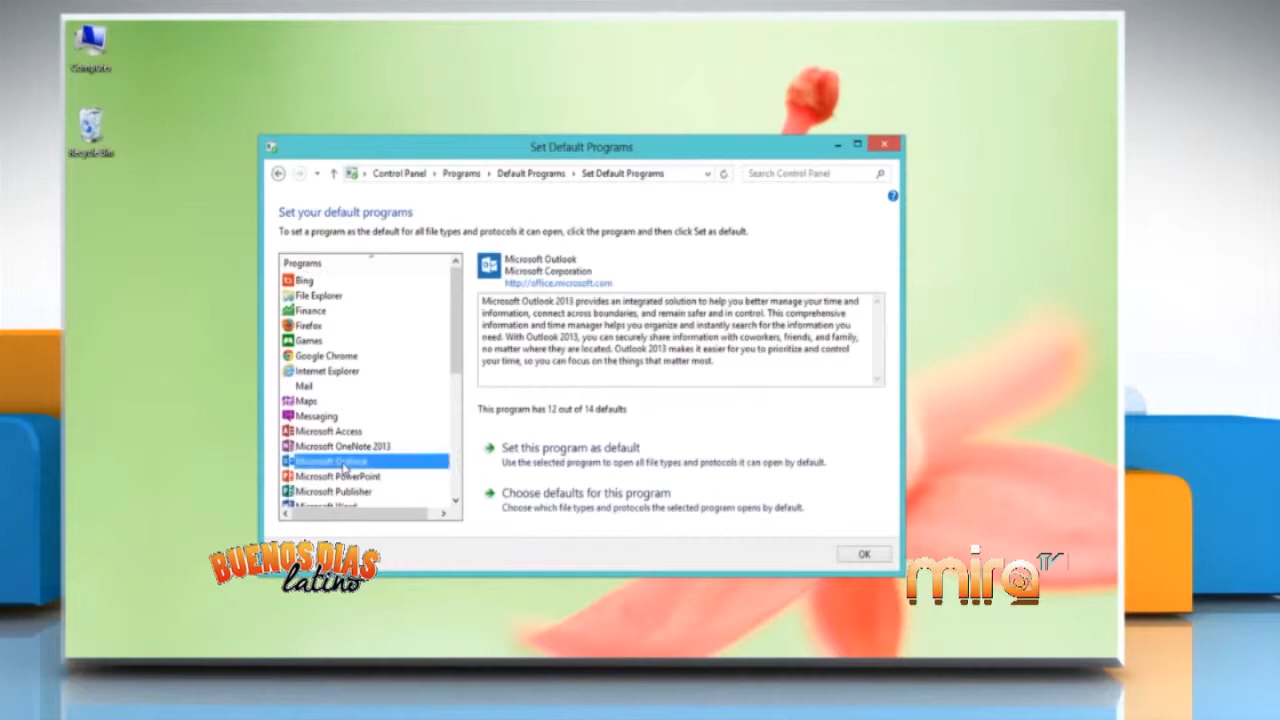 Computer
Recycle Bin
Set Default Programs
Control Panel
Programs
Default Programs
Set Default Programs
Search Control Panel
Set your default programs
To set a program as the default for all file types and protocols it can open, click the program and then click Set as default.
Programs
Bing
File Explorer
Finance
Firefox
Games
Google Chrome
Internet Explorer
Mail
Maps
Messaging
Microsoft Access
Microsoft OneNote 2013
Microsoft Outlook
Microsoft PowerPoint
Microsoft Publisher
Microsoft Word
Microsoft Outlook
Microsoft Corporation
http://office.microsoft.com
Microsoft Outlook 2013 provides an integrated solution to help you better manage your time and
information, connect across boundaries, and remain safe and in control. This comprehensive
information and time manager helps you organize and instantly search for the information you
need. With Outlook 2013, you can securely share information with coworkers, friends, and family,
no matter where they are located. Outlook 2013 makes it easier for you to prioritize and control
your time, so you can focus on the things that matter most.
This program has 12 out of 14 defaults
Set this program as default
Use the selected program to open all file types and protocols it can open by default.
Choose defaults for this program
Choose which file types and protocols the selected program opens by default.
OK
BUENOS DIAS
latino
mira TV